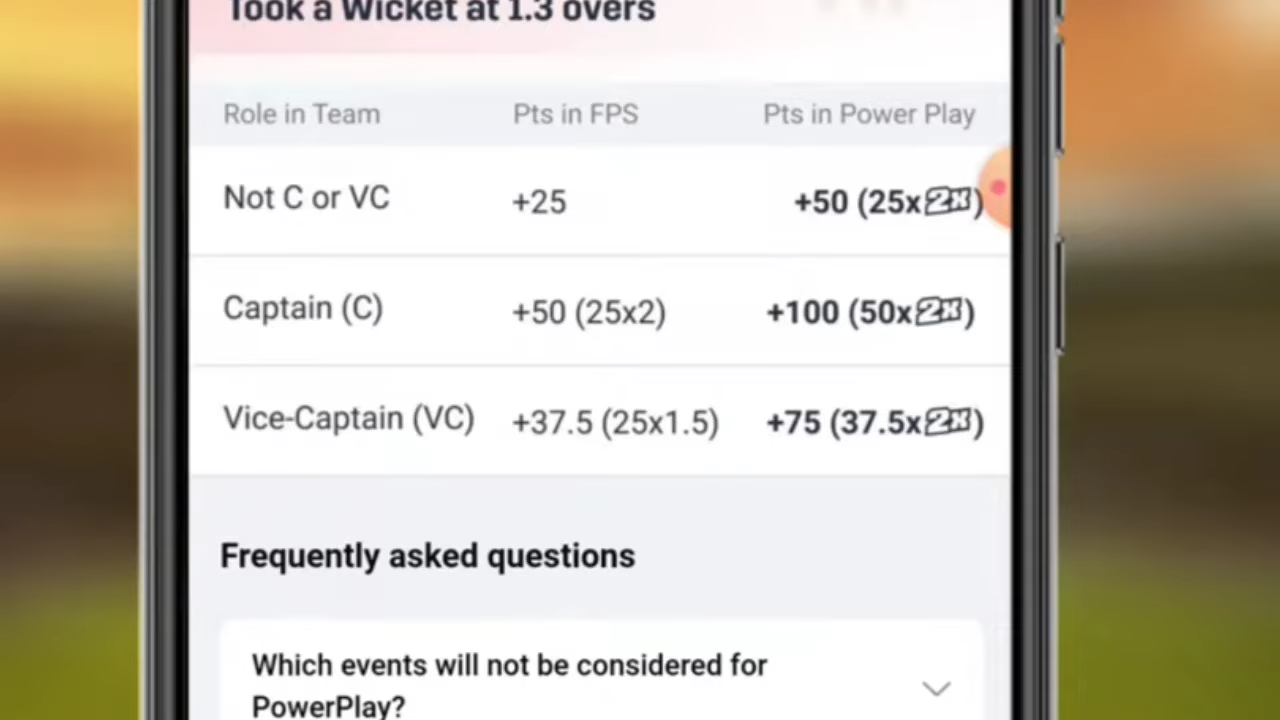 Took a Wicket at 1.3 overs
Role in Team Pts in FPS Pts in Power Play
Not C or VC +25 +50 (25x2X)
Captain (C) +50 (25x2) +100 (50x2X)
Vice-Captain (VC) +37.5 (25x1.5) +75 (37.5x2X)
Frequently asked questions
Which events will not be considered for
PowerPlay?